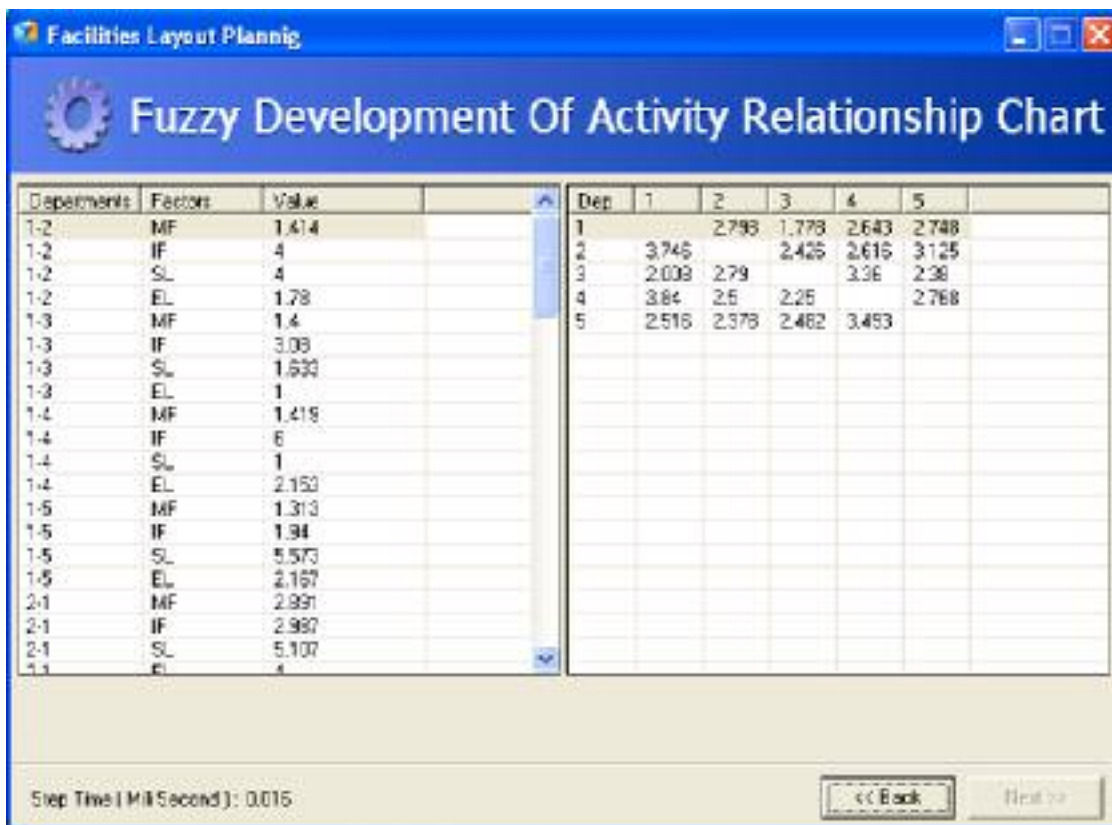 Facilities Layout Plannig
Fuzzy Development Of Activity Relationship Chart
Departments Factors Value
1-2 MF 1.414
1-2 IF 4
1-2 SL 4
1-2 EL 1.78
1-3 MF 1.4
1-3 IF 3.08
1-3 SL 1.633
1-3 EL 1
1-4 MF 1.419
1-4 IF 6
1-4 SL 1
1-4 EL 2.153
1-5 MF 1.313
1-5 IF 1.94
1-5 SL 5.573
1-5 EL 2.167
2-1 MF 2.891
2-1 IF 2.987
2-1 SL 5.107
2-1 EL 4
Dep 1 2 3 4 5
1 2.798 1.778 2.643 2.748
2 3.746 2.426 2.616 3.125
3 2.008 2.79 3.36 2.38
4 3.84 2.5 2.25 2.768
5 2.516 2.378 2.482 3.493
Step Time ( Mili Second ) : 0.016
<< Back
Next >>